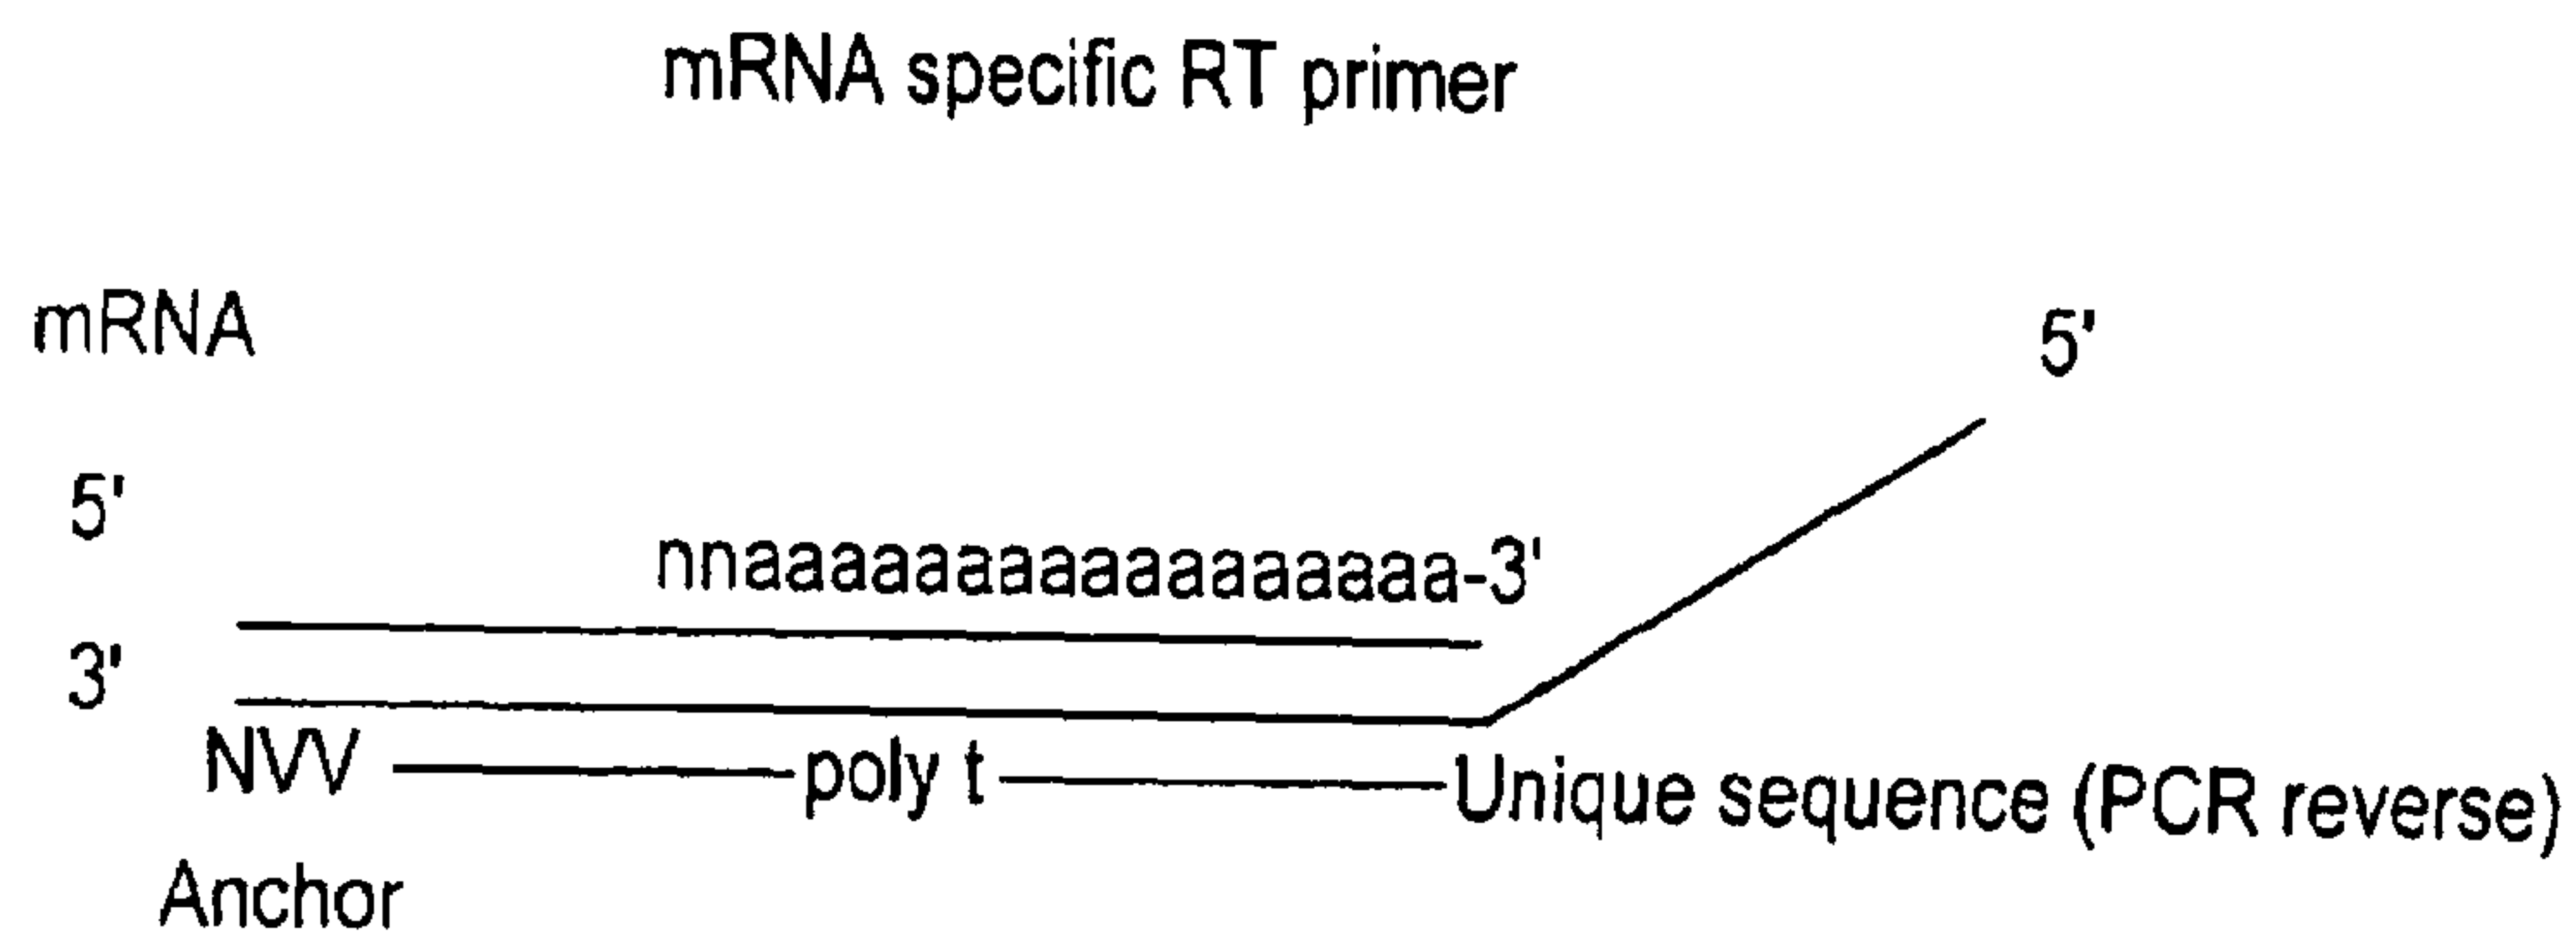 mRNA specific RT primer
mRNA
5'
5'
nnaaaaaaaaaaaaaaaaa-3'
3'
NVV poly t Unique sequence (PCR reverse)
Anchor